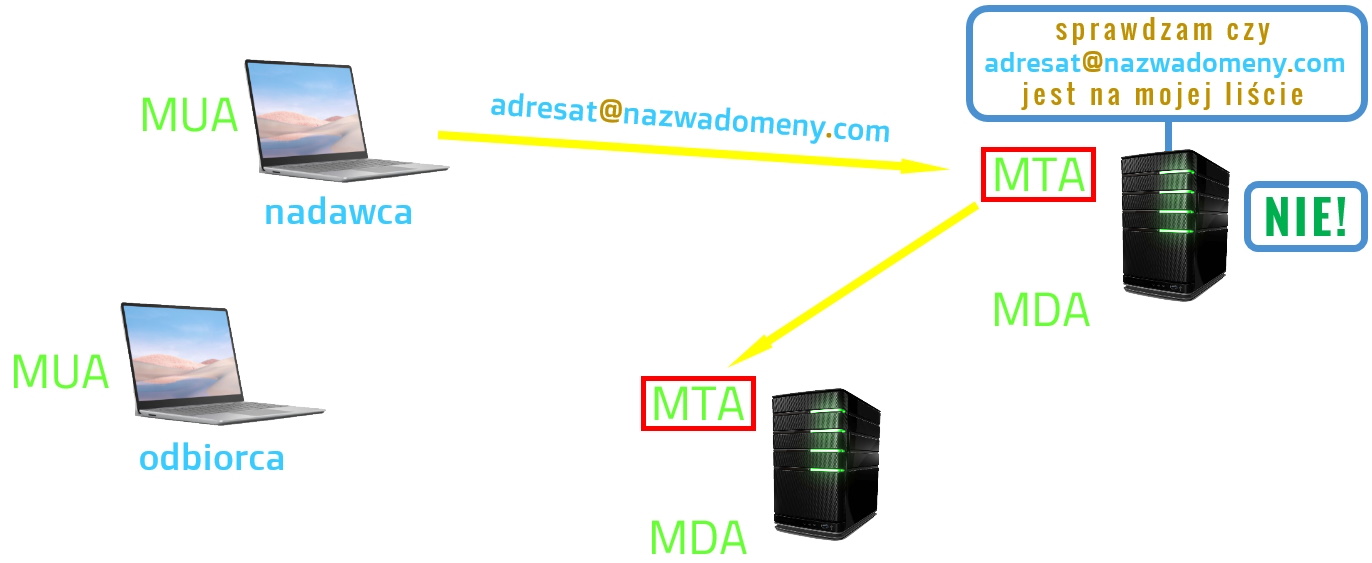 sprawdzam czy
adresat@nazwadomeny.com
jest na mojej liście
MUA
adresat@nazwadomeny.com
MTA
NIE!
nadawca
MDA
MUA
MTA
odbiorca
MDA